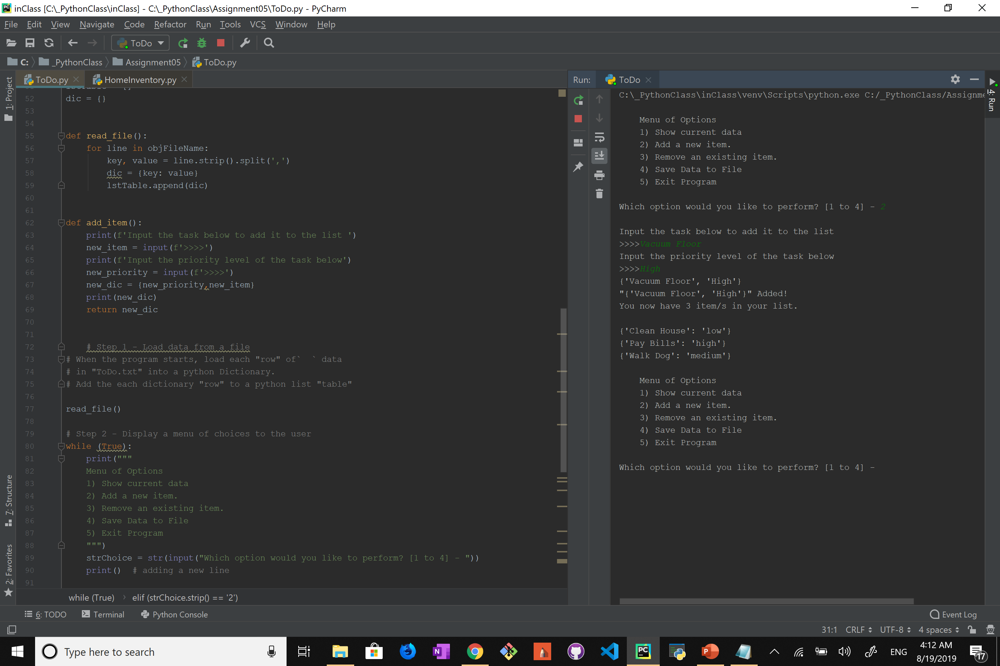 inClass [C:\_PythonClass\inClass] - C:\_PythonClass\Assignment05\ToDo.py - PyCharm
File Edit View Navigate Code Refactor Run Tools VCS Window Help
ToDo
C: _PythonClass Assignment05 ToDo.py
1: Project
ToDo.py HomeInventory.py
52 dic = {}
53
54
55 def read_file():
56     for line in objFileName:
57         key, value = line.strip().split(',')
58         dic = {key: value}
59         lstTable.append(dic)
60
61
62 def add_item():
63     print(f'Input the task below to add it to the list ')
64     new_item = input(f'>>>>')
65     print(f'Input the priority level of the task below')
66     new_priority = input(f'>>>>')
67     new_dic = {new_priority,new_item}
68     print(new_dic)
69     return new_dic
70
71
72     # Step 1 - Load data from a file
73 # When the program starts, load each "row" of`  ` data
74 # in "ToDo.txt" into a python Dictionary.
75 # Add the each dictionary "row" to a python list "table"
76
77 read_file()
78
79 # Step 2 - Display a menu of choices to the user
80 while (True):
81     print("""
82     Menu of Options
83     1) Show current data
84     2) Add a new item.
85     3) Remove an existing item.
86     4) Save Data to File
87     5) Exit Program
88     """)
89     strChoice = str(input("Which option would you like to perform? [1 to 4] - "))
90     print()  # adding a new line
91
while (True) elif (strChoice.strip() == '2')
7: Structure
2: Favorites
Run: ToDo
4: Run
C:\_PythonClass\inClass\venv\Scripts\python.exe C:/_PythonClass/Assignme
Menu of Options
1) Show current data
2) Add a new item.
3) Remove an existing item.
4) Save Data to File
5) Exit Program
Which option would you like to perform? [1 to 4] - 2
Input the task below to add it to the list
>>>>Vacuum Floor
Input the priority level of the task below
>>>>High
{'Vacuum Floor', 'High'}
"{'Vacuum Floor', 'High'}" Added!
You now have 3 item/s in your list.
{'Clean House': 'low'}
{'Pay Bills': 'high'}
{'Walk Dog': 'medium'}
Menu of Options
1) Show current data
2) Add a new item.
3) Remove an existing item.
4) Save Data to File
5) Exit Program
Which option would you like to perform? [1 to 4] -
6: TODO Terminal Python Console Event Log
31:1 CRLF UTF-8 4 spaces
Type here to search
ENG
4:12 AM
8/19/2019
17